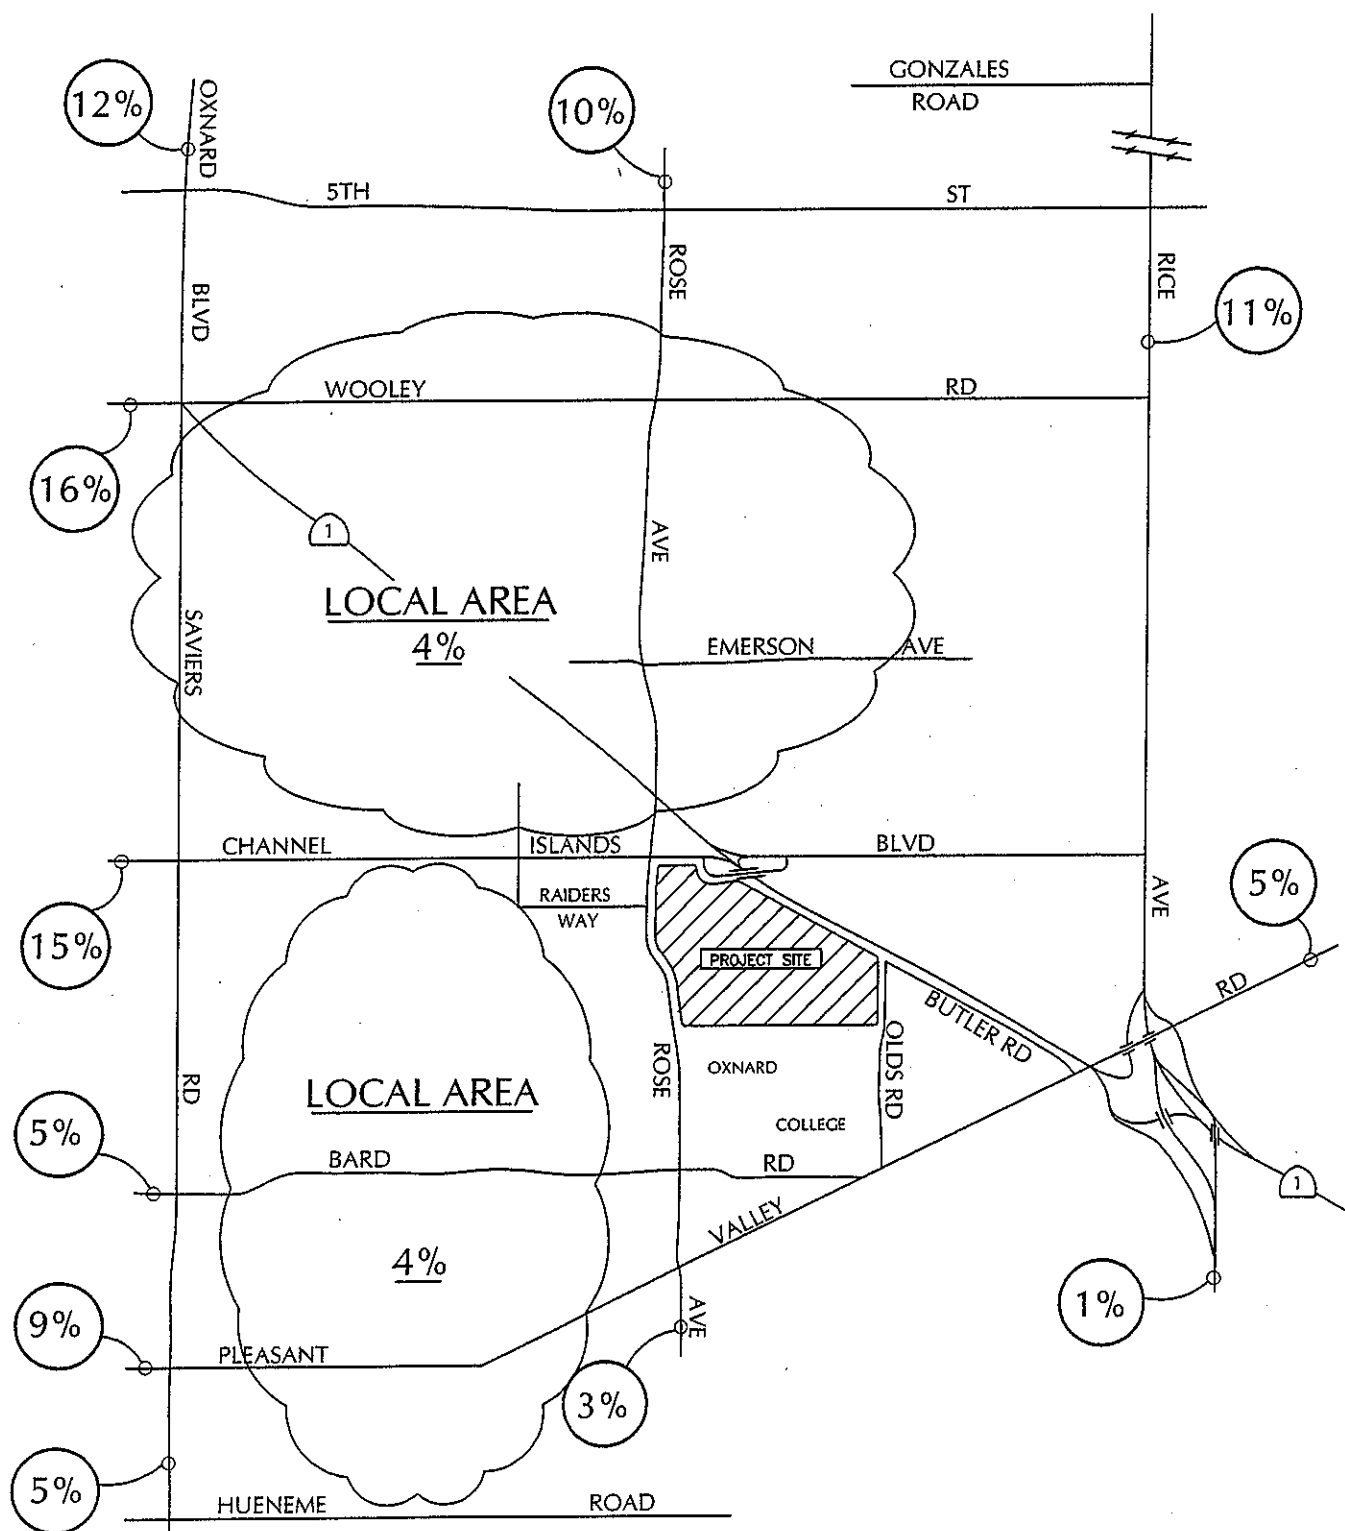 GONZALES
ROAD
12%
OXNARD
10%
5TH ST
ROSE
RICE
BLVD
11%
WOOLEY RD
16%
1
AVE
LOCAL AREA
4%
SAVIERS
EMERSON AVE
CHANNEL ISLANDS BLVD
15%
RAIDERS
WAY
AVE
5%
PROJECT SITE
RD
BUTLER RD
OLDS RD
ROSE
OXNARD
COLLEGE
RD
LOCAL AREA
5%
BARD RD
1
VALLEY
4%
1%
9%
PLEASANT
AVE
3%
5%
HUENEME ROAD